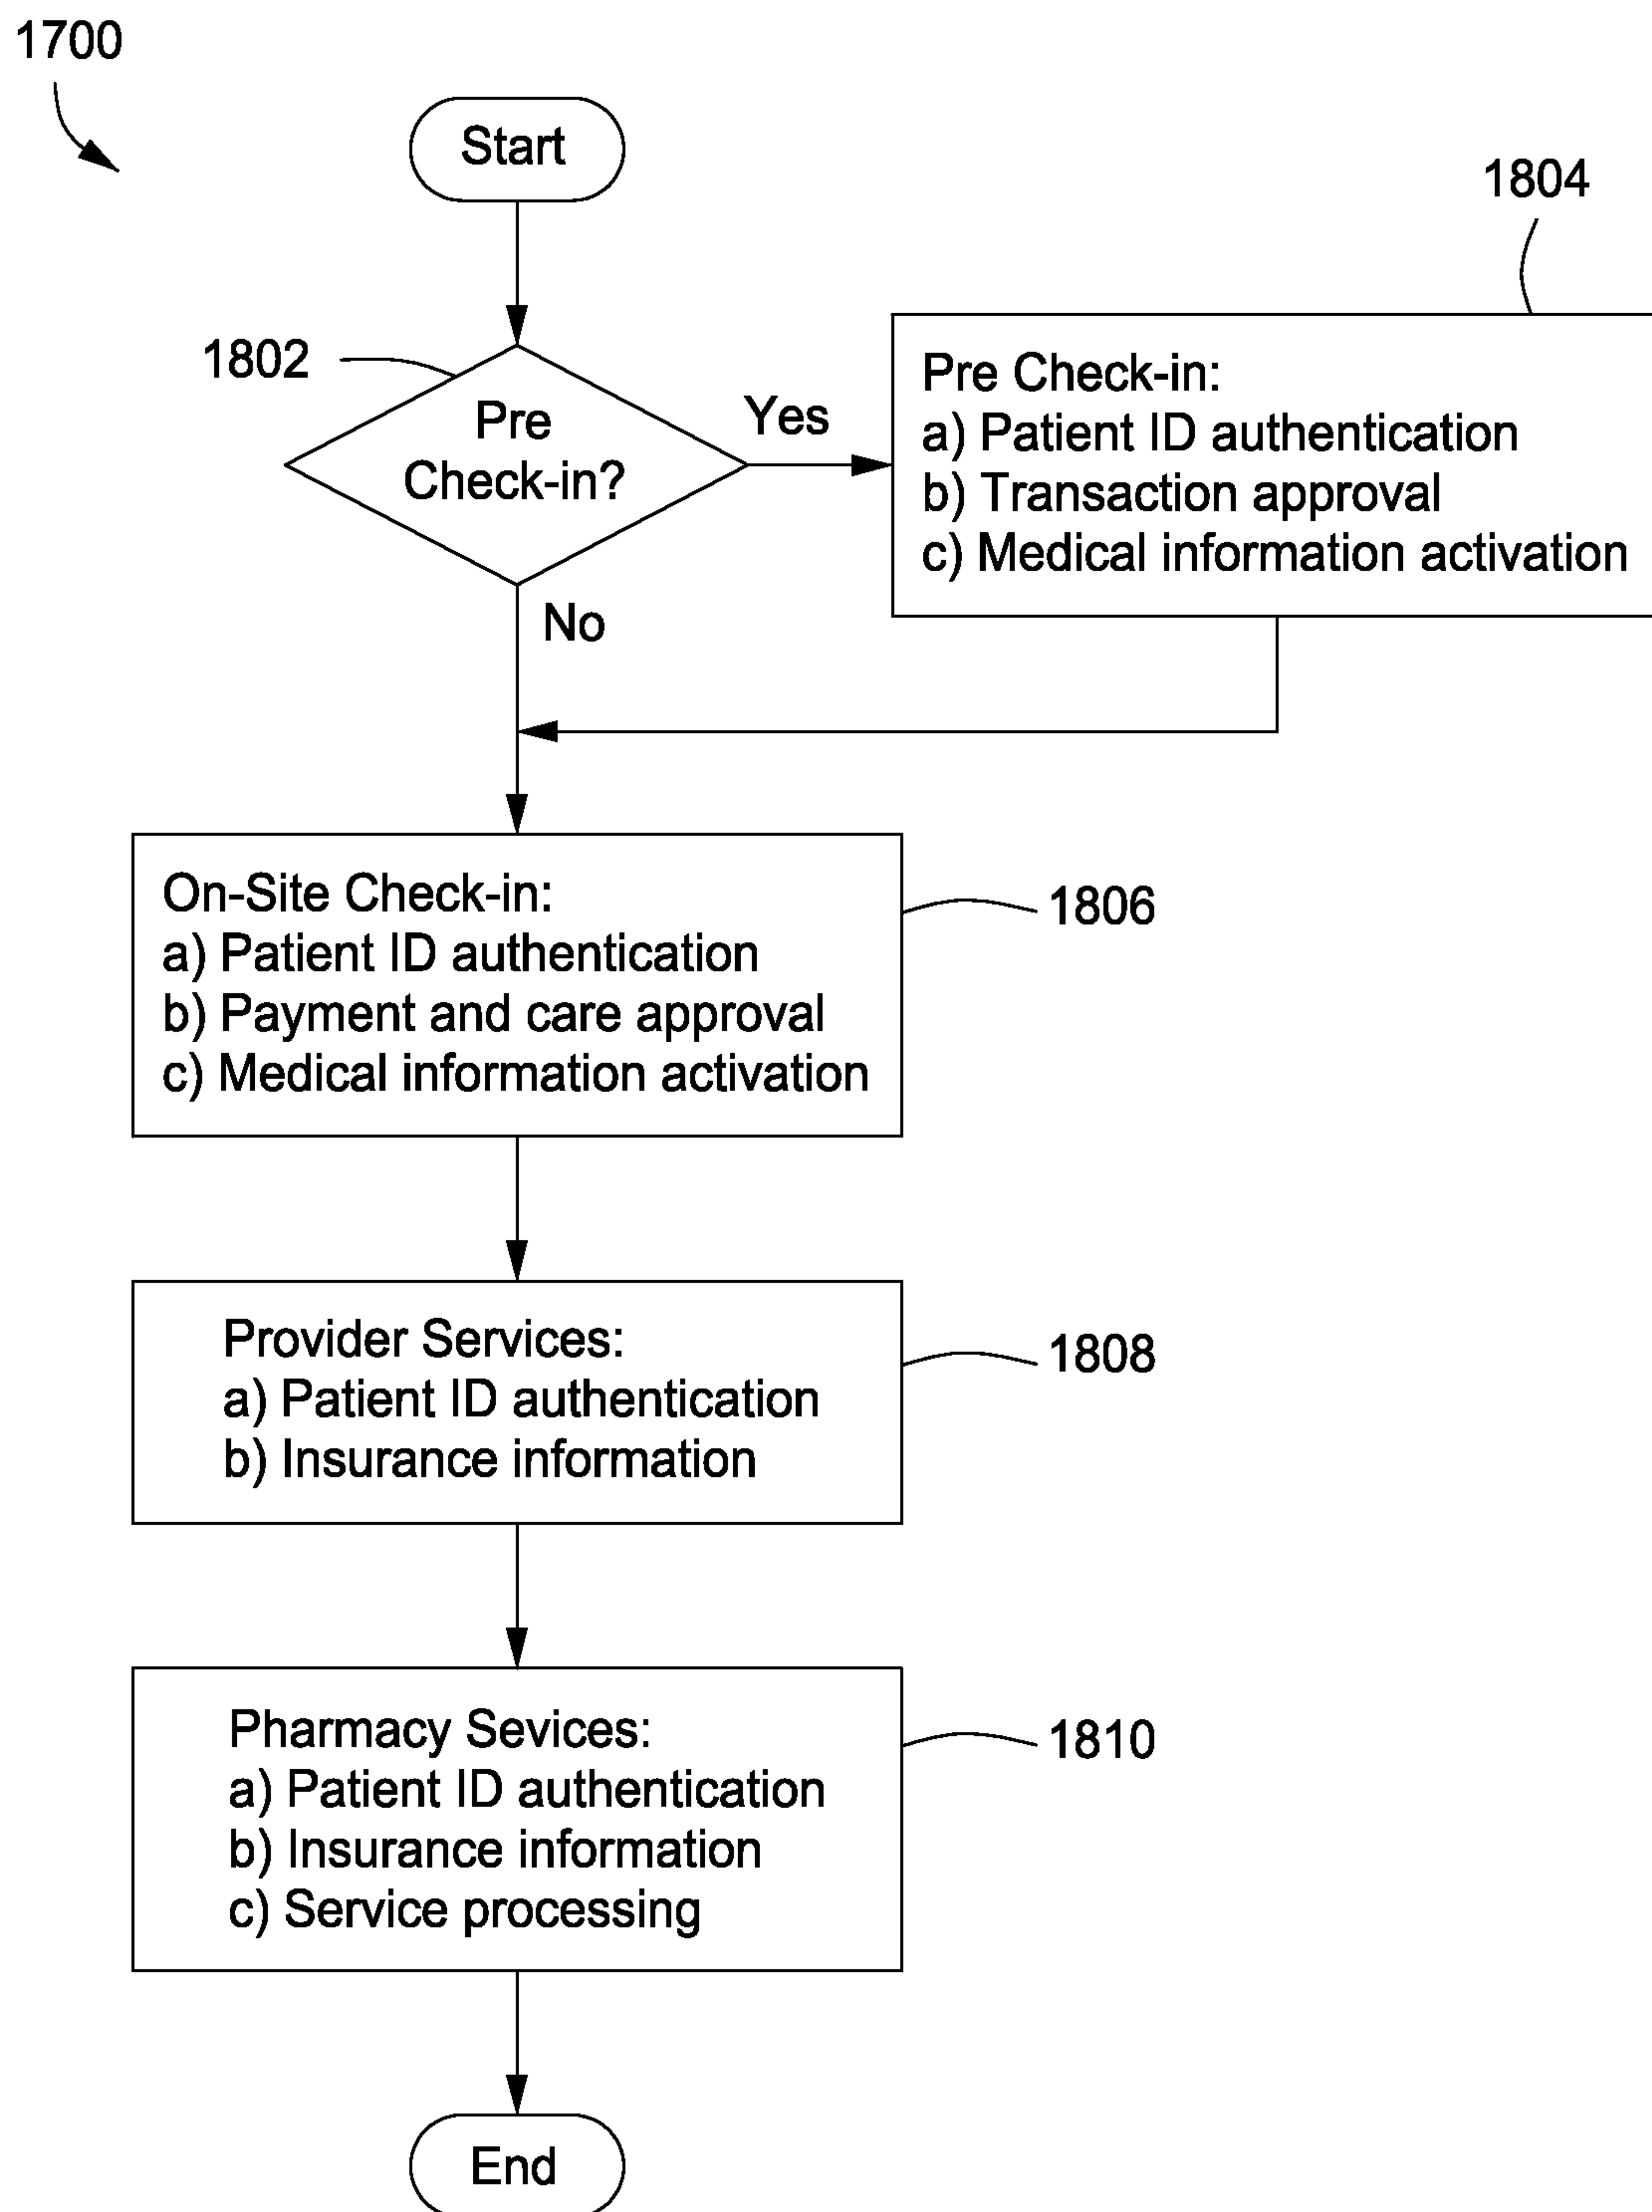 1700
Start
1804
1802
Pre
Check-in?
Yes
Pre Check-in:
a) Patient ID authentication
b) Transaction approval
c) Medical information activation
No
On-Site Check-in:
a) Patient ID authentication
b) Payment and care approval
c) Medical information activation
1806
Provider Services:
a) Patient ID authentication
b) Insurance information
1808
Pharmacy Sevices:
a) Patient ID authentication
b) Insurance information
c) Service processing
1810
End